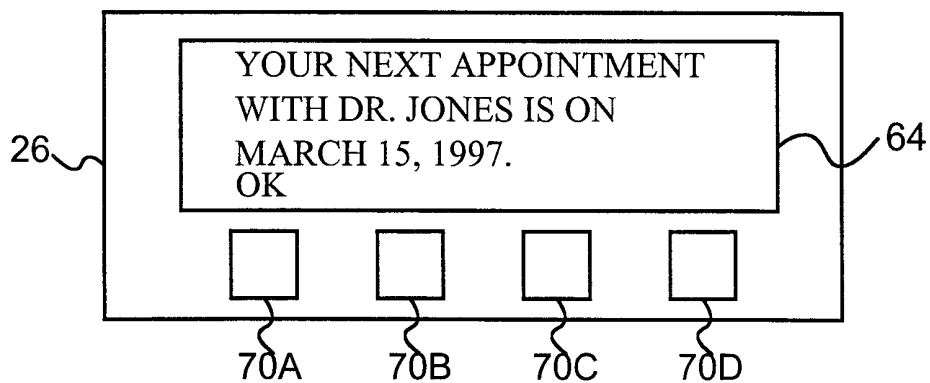 YOUR NEXT APPOINTMENT
WITH DR. JONES IS ON
MARCH 15, 1997.
OK
26
64
70A 70B 70C 70D